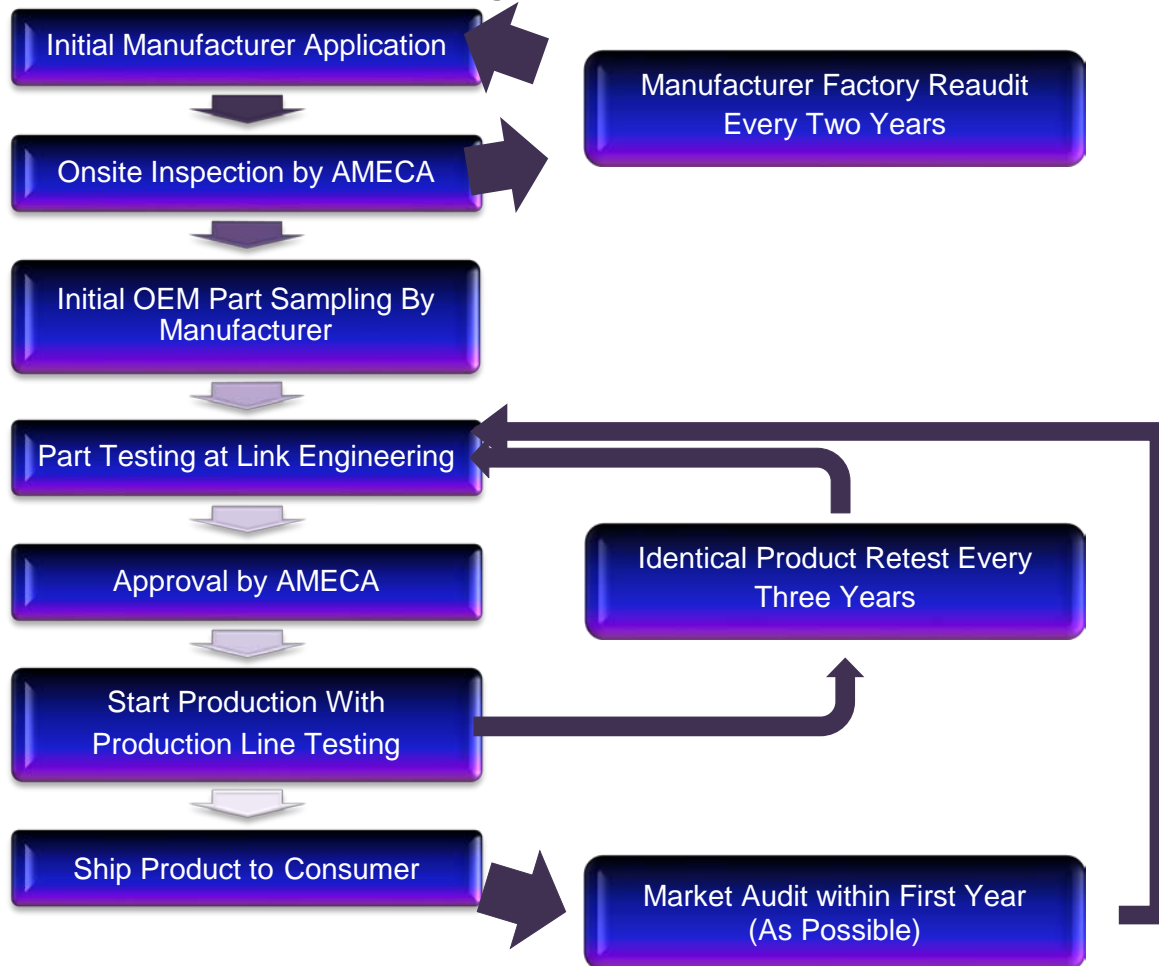 Initial Manufacturer Application
Manufacturer Factory Reaudit
Every Two Years
Onsite Inspection by AMECA
Initial OEM Part Sampling By
Manufacturer
Part Testing at Link Engineering
Identical Product Retest Every
Three Years
Approval by AMECA
Start Production With
Production Line Testing
Ship Product to Consumer
Market Audit within First Year
(As Possible)